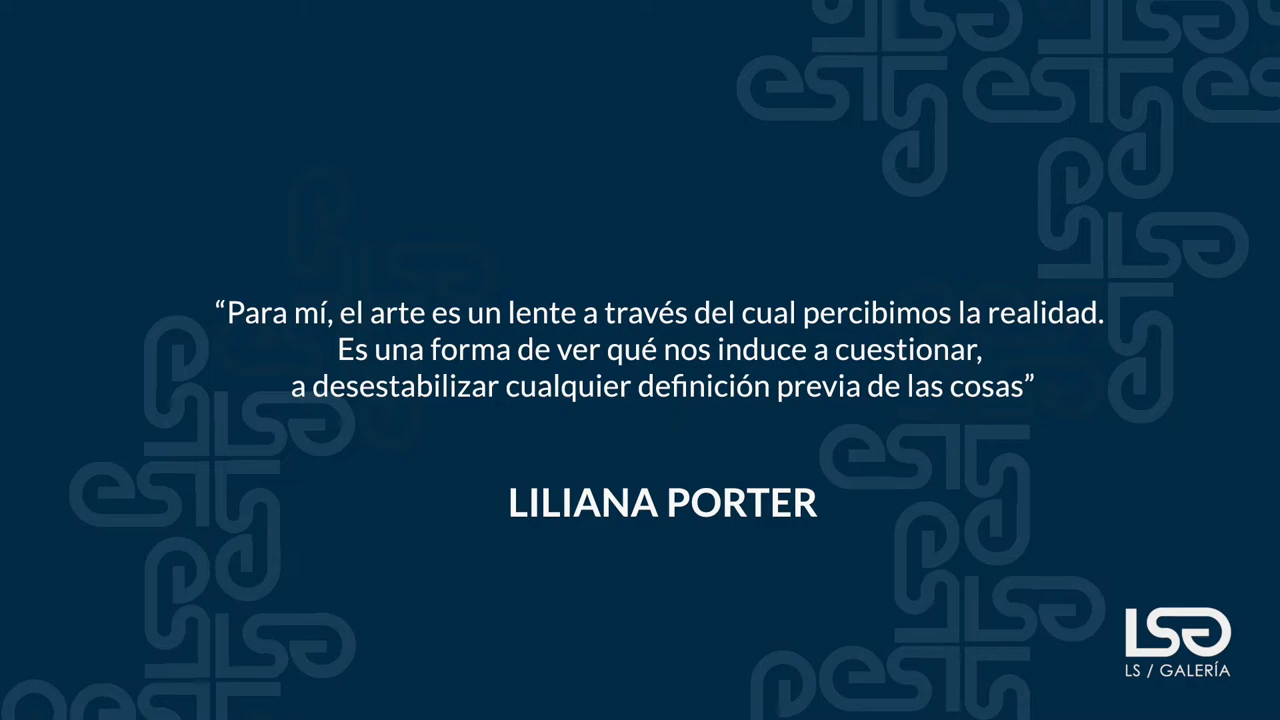 “Para mí, el arte es un lente a través del cual percibimos la realidad.
Es una forma de ver qué nos induce a cuestionar,
a desestabilizar cualquier definición previa de las cosas”
LILIANA PORTER
LSG
LS / GALERÍA